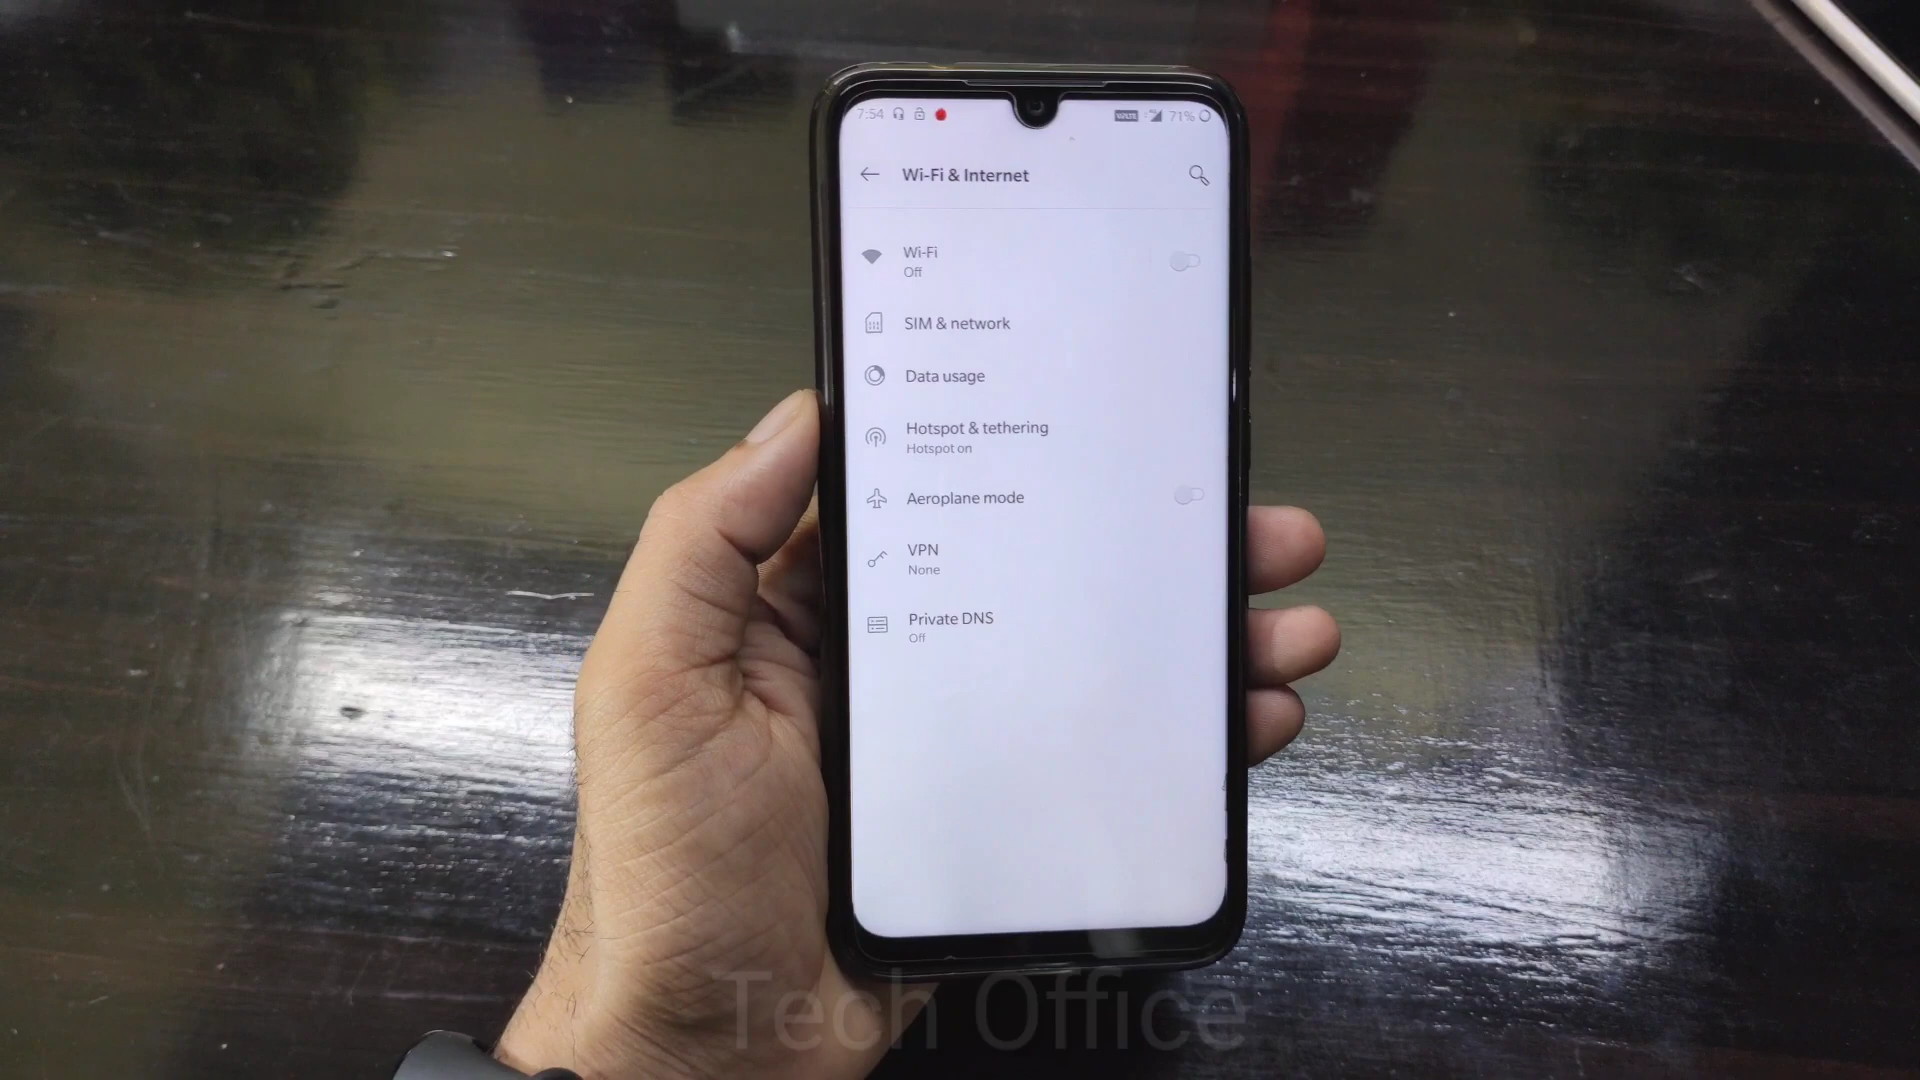 7:54 VoLTE 71%
Wi-Fi & Internet
Wi-Fi
Off
SIM & network
Data usage
Hotspot & tethering
Hotspot on
Aeroplane mode
VPN
None
Private DNS
Off
Tech Office